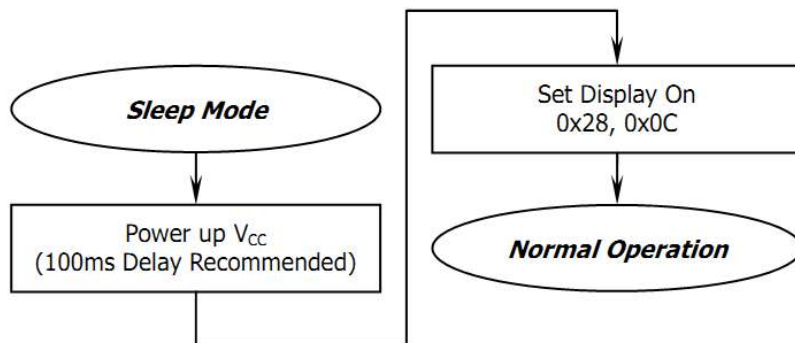 Sleep Mode
Power up VCC
(100ms Delay Recommended)
Set Display On
0x28, 0x0C
Normal Operation